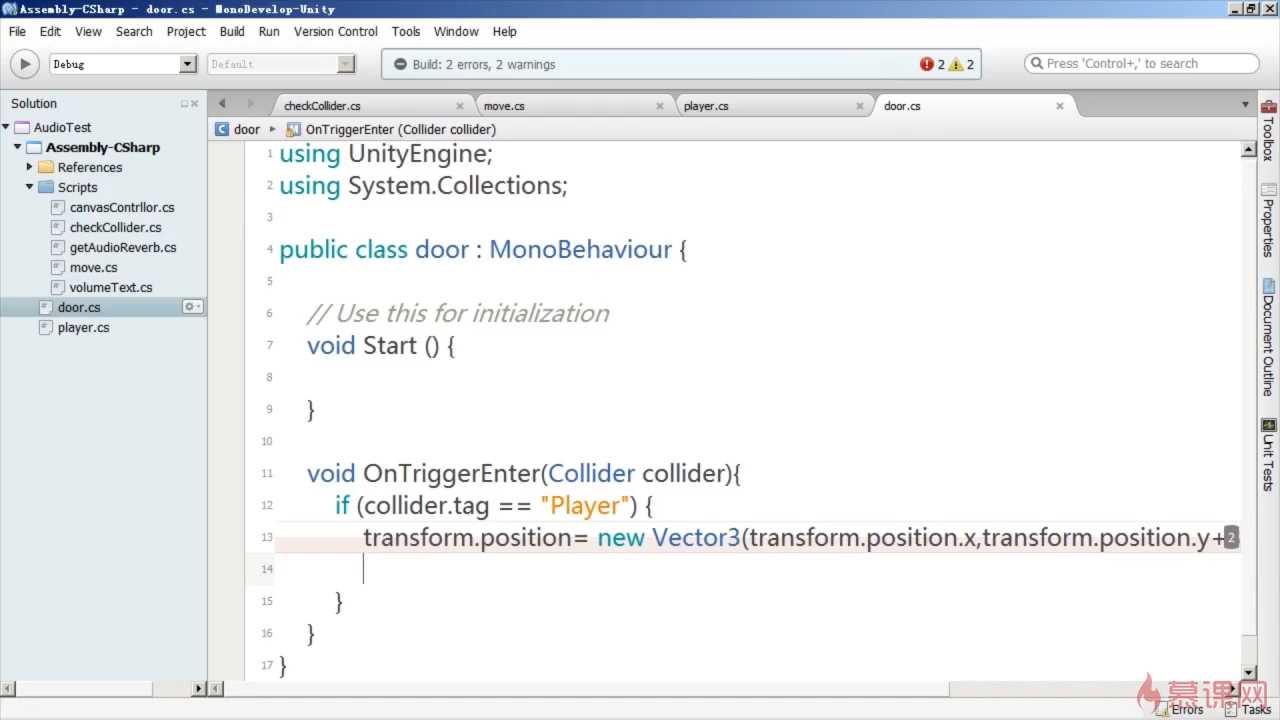 Assembly-CSharp - door.cs - MonoDevelop-Unity
File Edit View Search Project Build Run Version Control Tools Window Help
Debug Default Build: 2 errors, 2 warnings 2 2 Press 'Control+,' to search
Solution
AudioTest
Assembly-CSharp
References
Scripts
canvasContrllor.cs
checkCollider.cs
getAudioReverb.cs
move.cs
volumeText.cs
door.cs
player.cs
checkCollider.cs move.cs player.cs door.cs
door OnTriggerEnter (Collider collider)
1 using UnityEngine;
2 using System.Collections;
3
4 public class door : MonoBehaviour {
5
6 // Use this for initialization
7 void Start () {
8
9 }
10
11 void OnTriggerEnter(Collider collider){
12 if (collider.tag == "Player") {
13 transform.position= new Vector3(transform.position.x,transform.position.y+ 2
14
15 }
16 }
17 }
Toolbox
Properties
Document Outline
Unit Tests
慕课网
Errors Tasks